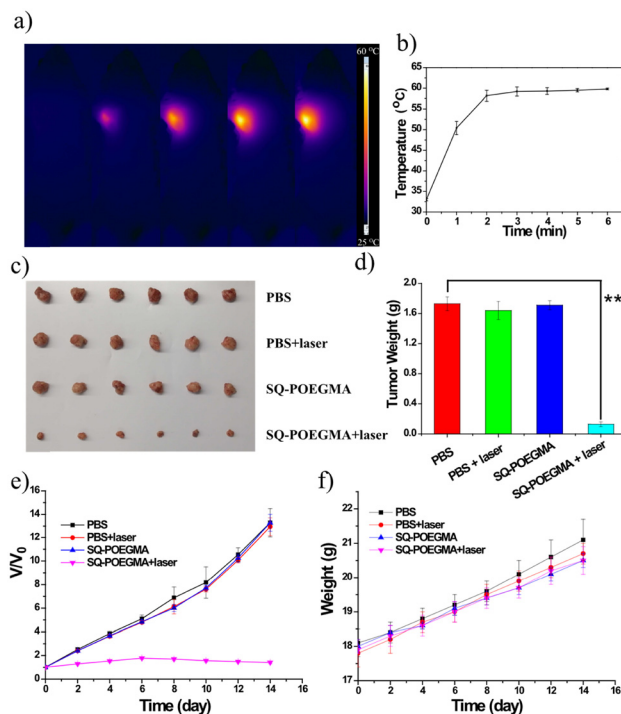 a)
60 °C
25 °C
b)
Temperature (°C)
65
60
55
50
45
40
35
30
0 1 2 3 4 5 6
Time (min)
c)
PBS
PBS+laser
SQ-POEGMA
SQ-POEGMA+laser
d)
Tumor Weight (g)
2.0
1.6
1.2
0.8
0.4
0.0
**
PBS
PBS + laser
SQ-POEGMA
SQ-POEGMA + laser
e)
V/V0
16
14
12
10
8
6
4
2
0
PBS
PBS+laser
SQ-POEGMA
SQ-POEGMA+laser
0 2 4 6 8 10 12 14 16
Time (day)
f)
Weight (g)
22
21
20
19
18
17
PBS
PBS+laser
SQ-POEGMA
SQ-POEGMA+laser
0 2 4 6 8 10 12 14 16
Time (day)